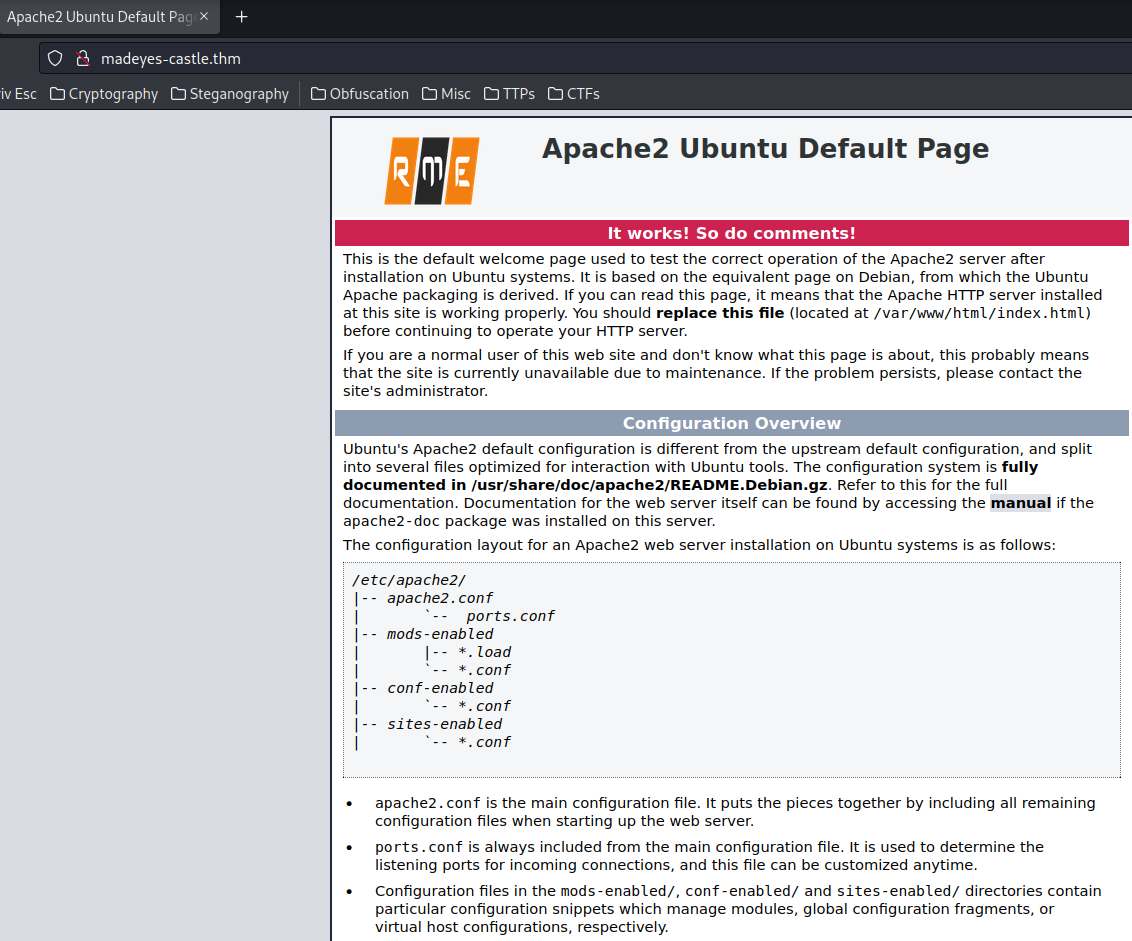 Apache2 Ubuntu Default Pag
madeyes-castle.thm
iv Esc Cryptography Steganography Obfuscation Misc TTPs CTFs
RME
Apache2 Ubuntu Default Page
It works! So do comments!
This is the default welcome page used to test the correct operation of the Apache2 server after
installation on Ubuntu systems. It is based on the equivalent page on Debian, from which the Ubuntu
Apache packaging is derived. If you can read this page, it means that the Apache HTTP server installed
at this site is working properly. You should replace this file (located at /var/www/html/index.html)
before continuing to operate your HTTP server.
If you are a normal user of this web site and don't know what this page is about, this probably means
that the site is currently unavailable due to maintenance. If the problem persists, please contact the
site's administrator.
Configuration Overview
Ubuntu's Apache2 default configuration is different from the upstream default configuration, and split
into several files optimized for interaction with Ubuntu tools. The configuration system is fully
documented in /usr/share/doc/apache2/README.Debian.gz. Refer to this for the full
documentation. Documentation for the web server itself can be found by accessing the manual if the
apache2-doc package was installed on this server.
The configuration layout for an Apache2 web server installation on Ubuntu systems is as follows:
/etc/apache2/
|-- apache2.conf
|       `--  ports.conf
|-- mods-enabled
|       |-- *.load
|       `-- *.conf
|-- conf-enabled
|       `-- *.conf
|-- sites-enabled
|       `-- *.conf
• apache2.conf is the main configuration file. It puts the pieces together by including all remaining
configuration files when starting up the web server.
• ports.conf is always included from the main configuration file. It is used to determine the
listening ports for incoming connections, and this file can be customized anytime.
• Configuration files in the mods-enabled/, conf-enabled/ and sites-enabled/ directories contain
particular configuration snippets which manage modules, global configuration fragments, or
virtual host configurations, respectively.